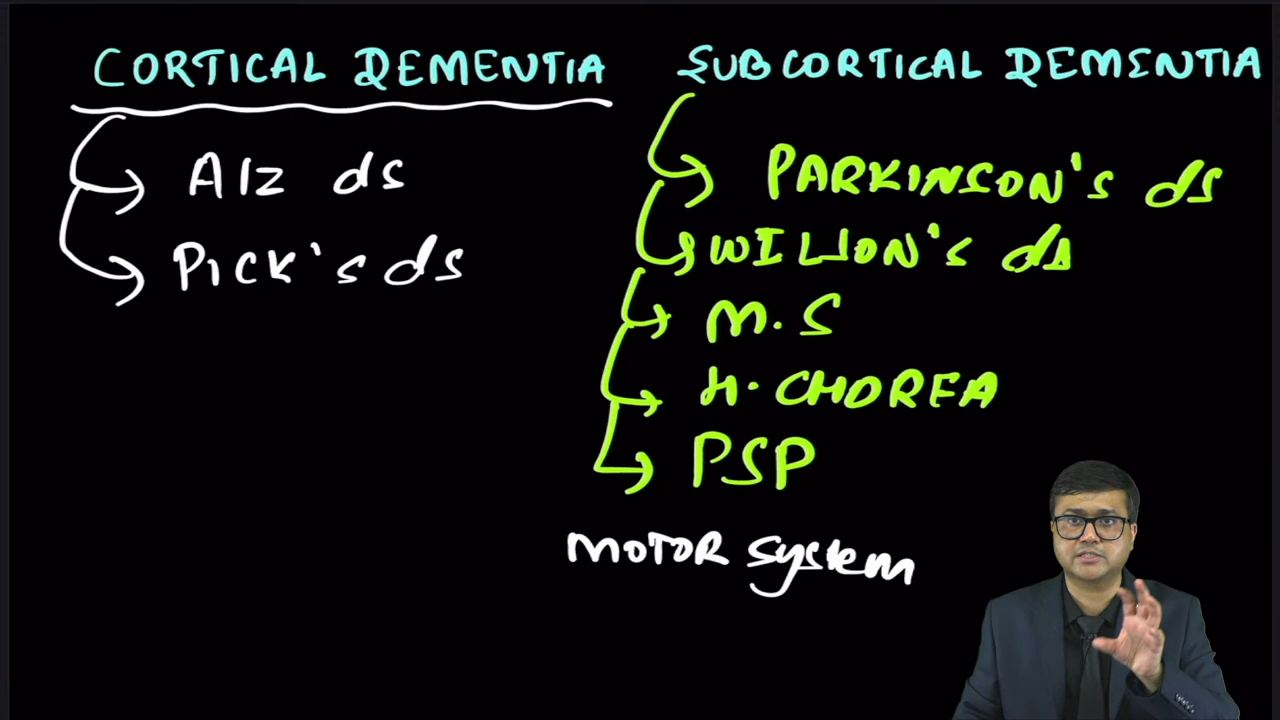 CORTICAL DEMENTIA
Alz ds
Pick's ds
SUBCORTICAL DEMENTIA
PARKINSON's ds
WILSON's ds
M.S
H. CHOREA
PSP
MOTOR System